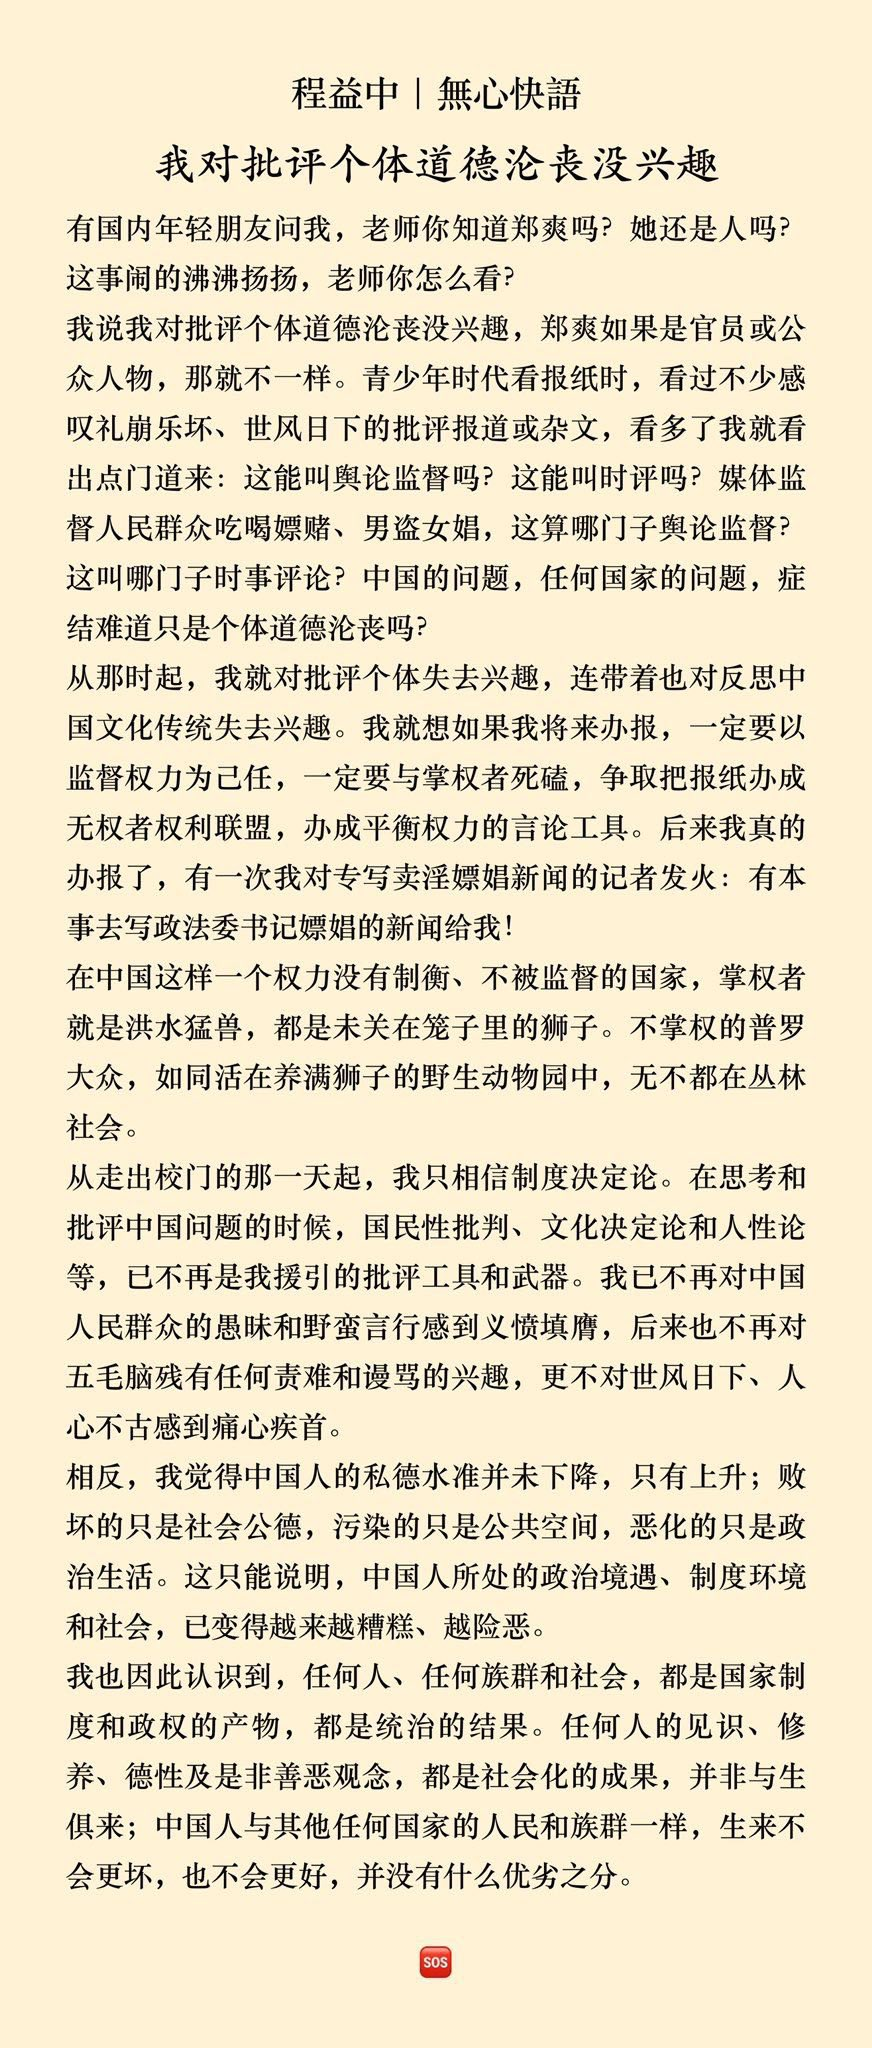 程益中｜無心快語
我对批评个体道德沦丧没兴趣
有国内年轻朋友问我，老师你知道郑爽吗？她还是人吗？
这事闹的沸沸扬扬，老师你怎么看？
我说我对批评个体道德沦丧没兴趣，郑爽如果是官员或公
众人物，那就不一样。青少年时代看报纸时，看过不少感
叹礼崩乐坏、世风日下的批评报道或杂文，看多了我就看
出点门道来：这能叫舆论监督吗？这能叫时评吗？媒体监
督人民群众吃喝嫖赌、男盗女娼，这算哪门子舆论监督？
这叫哪门子时事评论？中国的问题，任何国家的问题，症
结难道只是个体道德沦丧吗？
从那时起，我就对批评个体失去兴趣，连带着也对反思中
国文化传统失去兴趣。我就想如果我将来办报，一定要以
监督权力为己任，一定要与掌权者死磕，争取把报纸办成
无权者权利联盟，办成平衡权力的言论工具。后来我真的
办报了，有一次我对专写卖淫嫖娼新闻的记者发火：有本
事去写政法委书记嫖娼的新闻给我！
在中国这样一个权力没有制衡、不被监督的国家，掌权者
就是洪水猛兽，都是未关在笼子里的狮子。不掌权的普罗
大众，如同活在养满狮子的野生动物园中，无不都在丛林
社会。
从走出校门的那一天起，我只相信制度决定论。在思考和
批评中国问题的时候，国民性批判、文化决定论和人性论
等，已不再是我援引的批评工具和武器。我已不再对中国
人民群众的愚昧和野蛮言行感到义愤填膺，后来也不再对
五毛脑残有任何责难和谩骂的兴趣，更不对世风日下、人
心不古感到痛心疾首。
相反，我觉得中国人的私德水准并未下降，只有上升；败
坏的只是社会公德，污染的只是公共空间，恶化的只是政
治生活。这只能说明，中国人所处的政治境遇、制度环境
和社会，已变得越来越糟糕、越险恶。
我也因此认识到，任何人、任何族群和社会，都是国家制
度和政权的产物，都是统治的结果。任何人的见识、修
养、德性及是非善恶观念，都是社会化的成果，并非与生
俱来；中国人与其他任何国家的人民和族群一样，生来不
会更坏，也不会更好，并没有什么优劣之分。
SOS